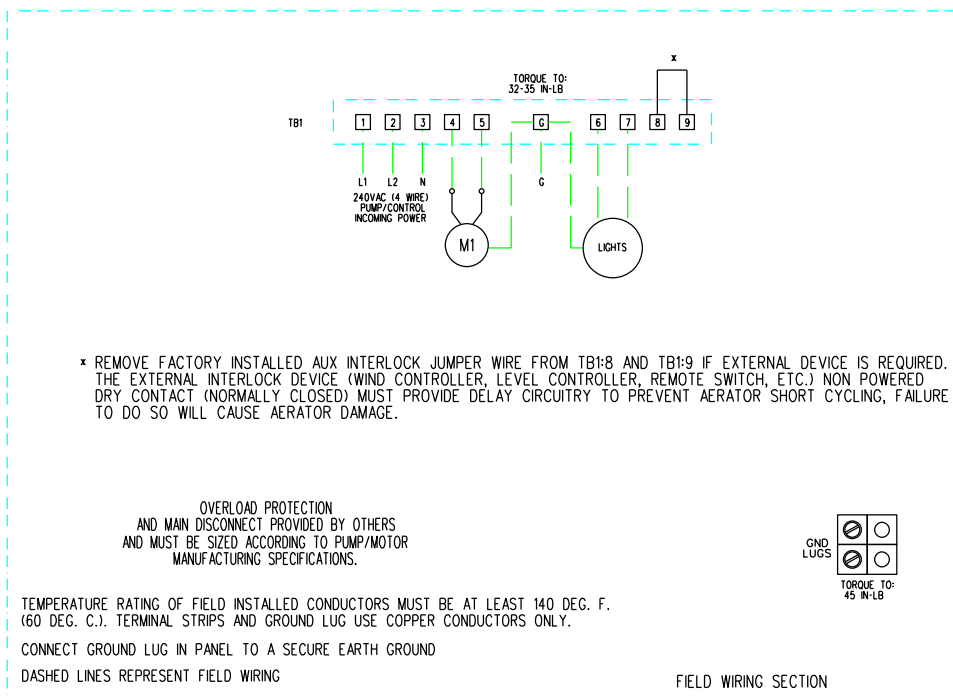 x
TORQUE TO:
32-35 IN-LB
TB1
1 2 3 4 5 G 6 7 8 9
L1 L2 N G
240VAC (4 WIRE)
PUMP/CONTROL
INCOMING POWER
M1
LIGHTS
x REMOVE FACTORY INSTALLED AUX INTERLOCK JUMPER WIRE FROM TB1:8 AND TB1:9 IF EXTERNAL DEVICE IS REQUIRED.
THE EXTERNAL INTERLOCK DEVICE (WIND CONTROLLER, LEVEL CONTROLLER, REMOTE SWITCH, ETC.) NON POWERED
DRY CONTACT (NORMALLY CLOSED) MUST PROVIDE DELAY CIRCUITRY TO PREVENT AERATOR SHORT CYCLING, FAILURE
TO DO SO WILL CAUSE AERATOR DAMAGE.
OVERLOAD PROTECTION
AND MAIN DISCONNECT PROVIDED BY OTHERS
AND MUST BE SIZED ACCORDING TO PUMP/MOTOR
MANUFACTURING SPECIFICATIONS.
GND
LUGS
TORQUE TO:
45 IN-LB
TEMPERATURE RATING OF FIELD INSTALLED CONDUCTORS MUST BE AT LEAST 140 DEG. F.
(60 DEG. C.). TERMINAL STRIPS AND GROUND LUG USE COPPER CONDUCTORS ONLY.
CONNECT GROUND LUG IN PANEL TO A SECURE EARTH GROUND
DASHED LINES REPRESENT FIELD WIRING
FIELD WIRING SECTION